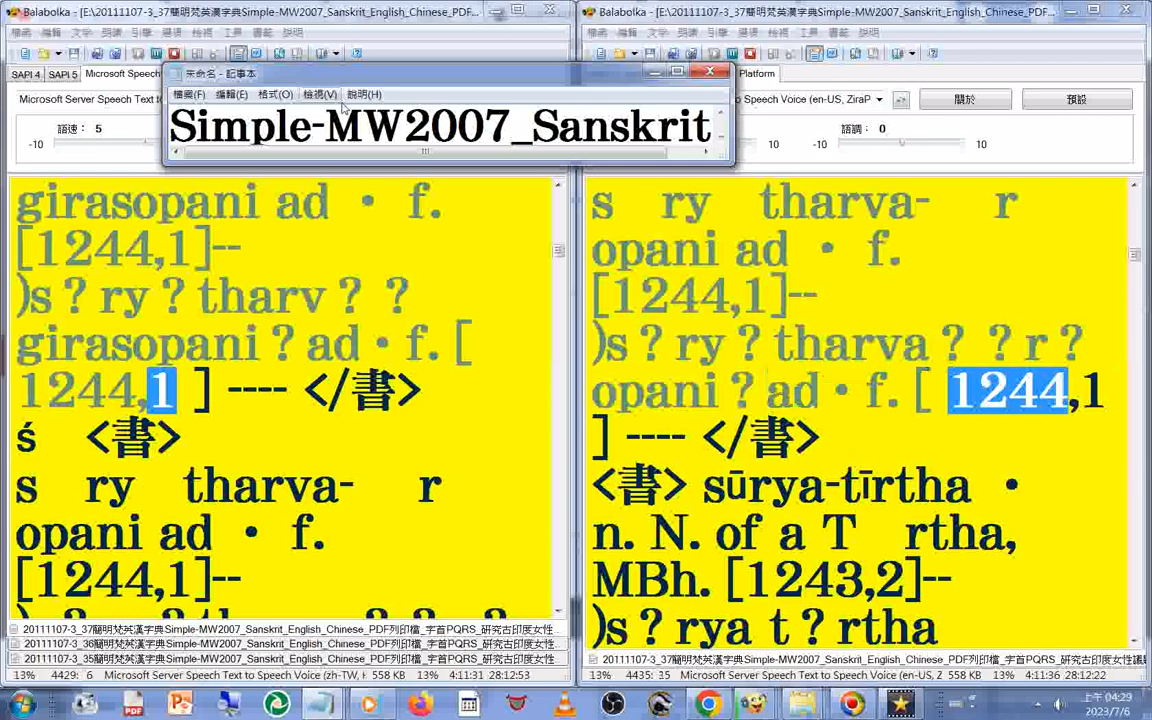 Balabolka - [E:\20111107-3_37簡明梵英漢字典Simple-MW2007_Sanskrit_English_Chinese_PDF...
Balabolka - [E:\20111107-3_37簡明梵英漢字典Simple-MW2007_Sanskrit_English_Chinese_PDF...
SAPI 4
SAPI 5
Microsoft Speech
未命名 - 記事本
檔案(F) 編輯(E) 格式(O) 檢視(V) 說明(H)
Simple-MW2007_Sanskrit
Platform
Microsoft Server Speech Text to
Speech Voice (en-US, ZiraP
關於
預設
語速： 5
-10
10
語調： 0
-10
10
girasopani ad • f.
[1244,1]--
)s？ry？tharv？？
girasopani？ad•f. [
1244,1 ] ---- </書>
ś <書>
s ry tharva- r
opani ad • f.
[1244,1]--
s ry tharva- r
opani ad • f.
[1244,1]--
)s？ry？tharva？？r？
opani？ad•f. [ 1244,1
] ---- </書>
<書> sūrya-tīrtha •
n. N. of a T rtha,
MBh. [1243,2]--
)s？rya t？rtha
20111107-3_37簡明梵英漢字典Simple-MW2007_Sanskrit_English_Chinese_PDF列印檔_字首PQRS_研究古印度女性
20111107-3_36簡明梵英漢字典Simple-MW2007_Sanskrit_English_Chinese_PDF列印檔_字首PQRS_研究古印度女性
20111107-3_35簡明梵英漢字典Simple-MW2007_Sanskrit_English_Chinese_PDF列印檔_字首PQRS_研究古印度女性
20111107-3_37簡明梵英漢字典Simple-MW2007_Sanskrit_English_Chinese_PDF列印檔_字首PQRS_研究古印度女性議
13% 4429: 6 Microsoft Server Speech Text to Speech Voice (zh-TW, H 558 KB 4:11:31 28:12:53
13% 4435: 35 Microsoft Server Speech Text to Speech Voice (en-US, Z 558 KB 4:11:36 28:12:22
上午 04:29
2023/7/6